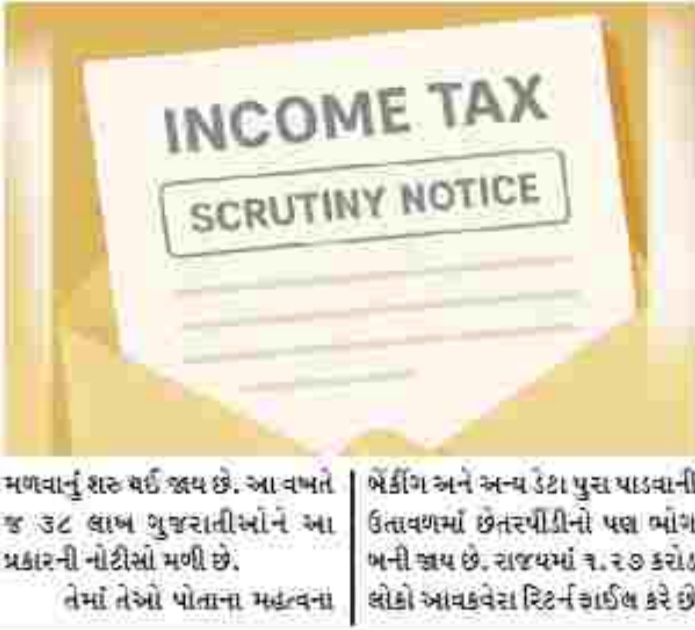 INCOME TAX
SCRUTINY NOTICE
મળવાનું શરુ થઈ જાય છે. આ વખતે
જ ૩૮ લાખ ગુજરાતીઓને આ
પ્રકારની નોટીસો મળી છે.
તેમાં તેઓ પોતાના મહત્વના
બેંકીંગ અને અન્ય ડેટા પુરા પાડવાની
ઉતાવળમાં છેતરપીંડીનો પણ ભોગ
બની જાય છે. રાજયમાં ૧.૨૭ કરોડ
લોકો આવકવેરા રિટર્ન ફાઈલ કરે છે